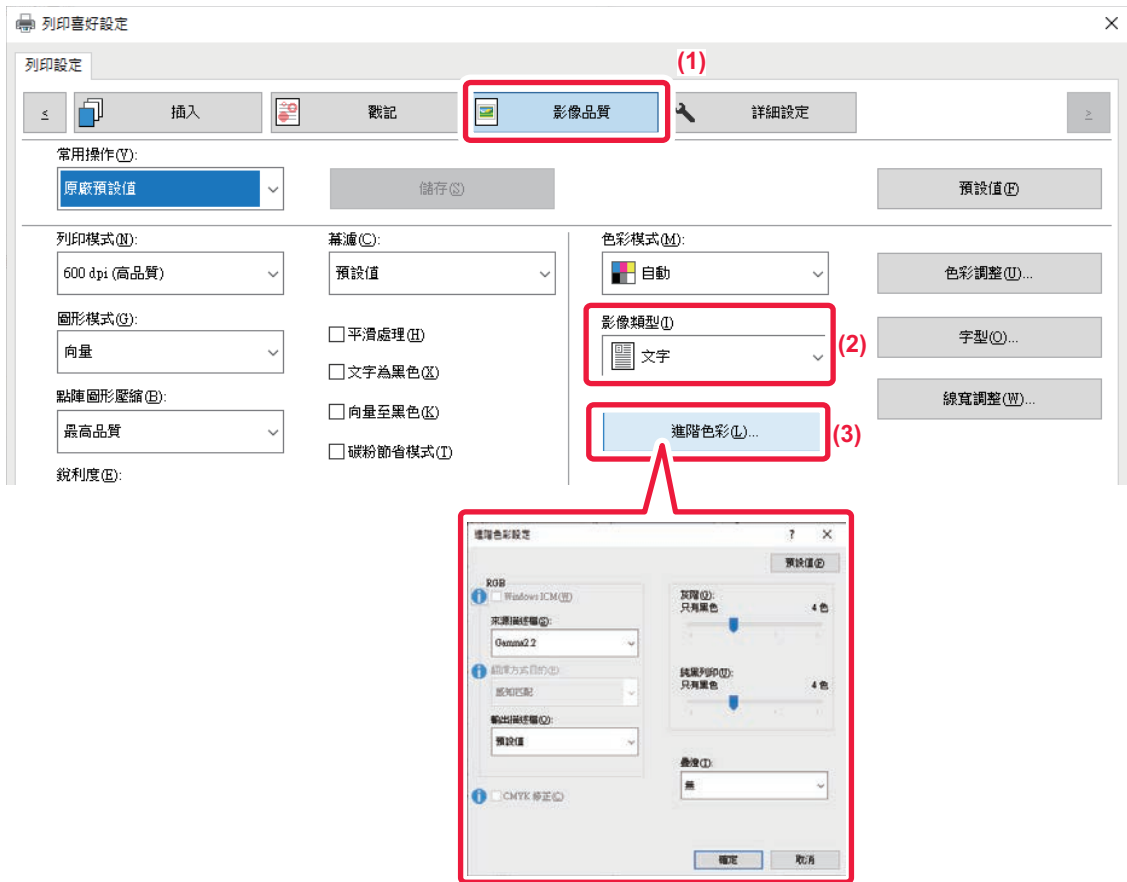 列印喜好設定
列印設定
(1)
插入
戳記
影像品質
詳細設定
常用操作(Y):
原廠預設值
儲存(S)
預設值(F)
列印模式(N):
600 dpi (高品質)
幕濾(C):
預設值
色彩模式(M):
自動
色彩調整(U)...
圖形模式(G):
向量
平滑處理(H)
影像類型(I)
文字
(2)
字型(O)...
文字為黑色(X)
點陣圖形壓縮(B):
最高品質
向量至黑色(K)
線寬調整(W)...
進階色彩(L)...
(3)
碳粉節省模式(T)
銳利度(E):
進階色彩設定
?
預設值(F)
RGB
Windows ICM(W)
來源描述檔(S):
Gamma2.2
感知匹配
輸出描述檔(O):
預設值
CMYK 修正(C)
灰階(Q):
只有黑色
4 色
純黑列印(U):
只有黑色
4 色
疊澄(T):
無
確定
取消